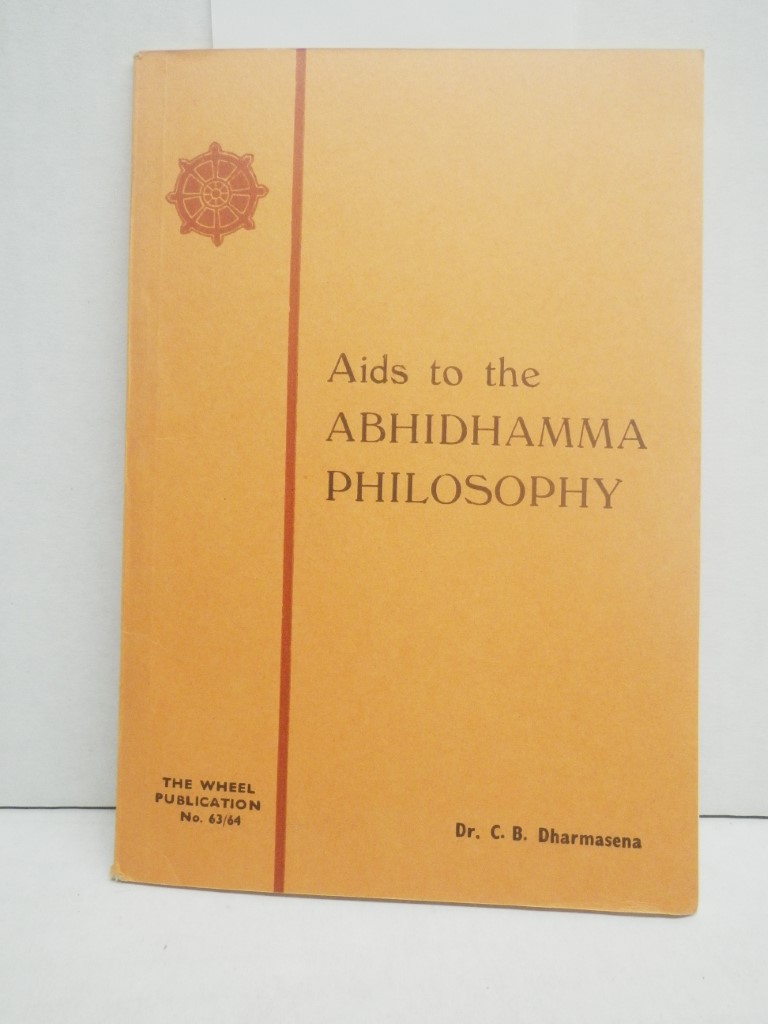 Aids to the
ABHIDHAMMA
PHILOSOPHY
THE WHEEL
PUBLICATION
No. 63/64
Dr. C. B. Dharmasena